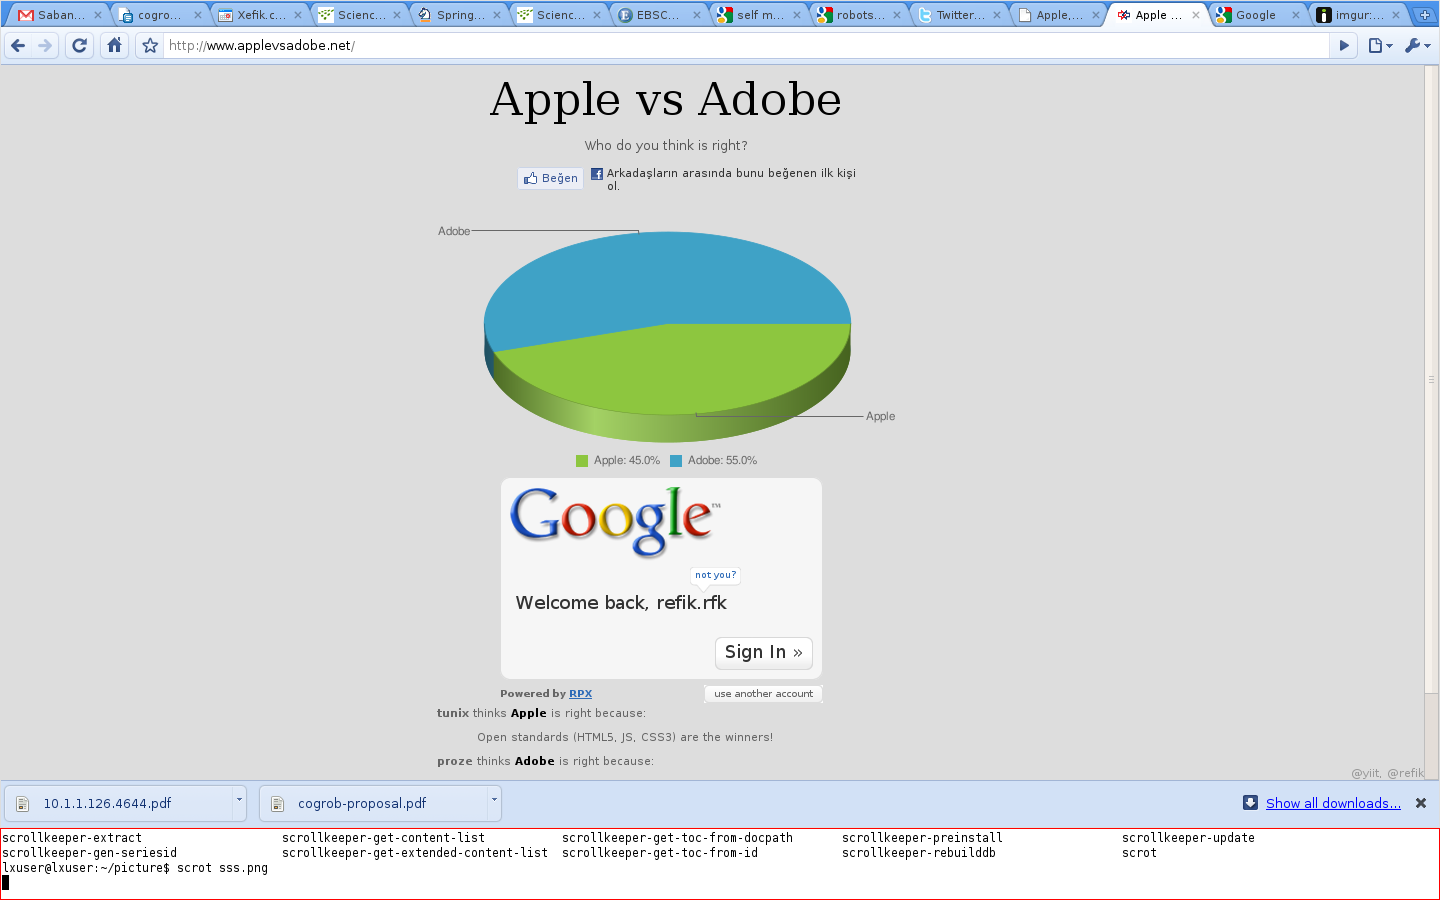 Saban...
cogro...
Xefik.c...
Scienc...
Spring...
Scienc...
EBSC...
self m...
robots...
Twitter...
Apple,...
Apple ...
Google
imgur:...
http://www.applevsadobe.net/
Apple vs Adobe
Who do you think is right?
Beğen
Arkadaşların arasında bunu beğenen ilk kişi
ol.
Adobe
Apple
Apple: 45.0% Adobe: 55.0%
Google™
not you?
Welcome back, refik.rfk
Sign In »
Powered by RPX
use another account
tunix thinks Apple is right because:
Open standards (HTML5, JS, CSS3) are the winners!
proze thinks Adobe is right because:
@yiit, @refik
10.1.1.126.4644.pdf
cogrob-proposal.pdf
Show all downloads...
scrollkeeper-extract scrollkeeper-get-content-list scrollkeeper-get-toc-from-docpath scrollkeeper-preinstall scrollkeeper-update
scrollkeeper-gen-seriesid scrollkeeper-get-extended-content-list scrollkeeper-get-toc-from-id scrollkeeper-rebuilddb scrot
lxuser@lxuser:~/picture$ scrot sss.png